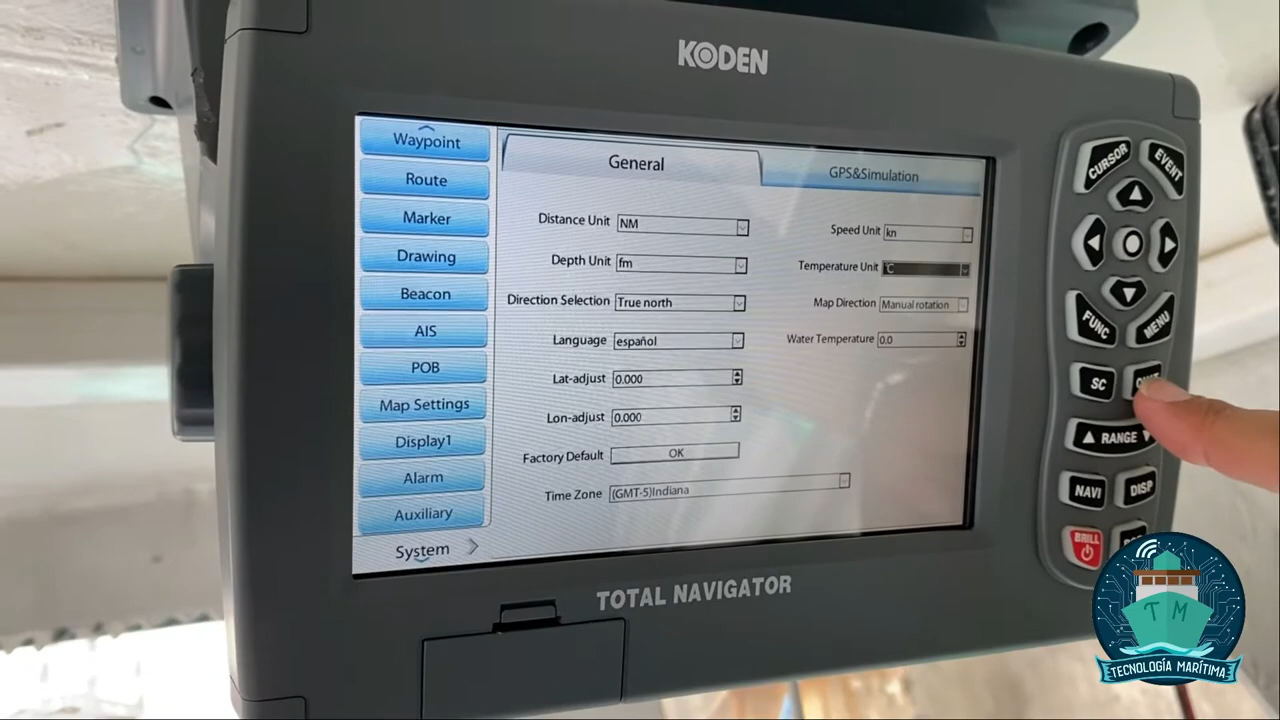 KODEN
Waypoint
Route
Marker
Drawing
Beacon
AIS
POB
Map Settings
Display1
Alarm
Auxiliary
System
General
GPS&Simulation
Distance Unit NM
Depth Unit fm
Direction Selection True north
Language español
Lat-adjust 0.000
Lon-adjust 0.000
Factory Default OK
Time Zone (GMT-5)Indiana
Speed Unit kn
Temperature Unit °C
Map Direction Manual rotation
Water Temperature 0.0
TOTAL NAVIGATOR
CURSOR
EVENT
FUNC
MENU
SC
RANGE
NAVI
DISP
BRILL
T M
TECNOLOGÍA MARÍTIMA